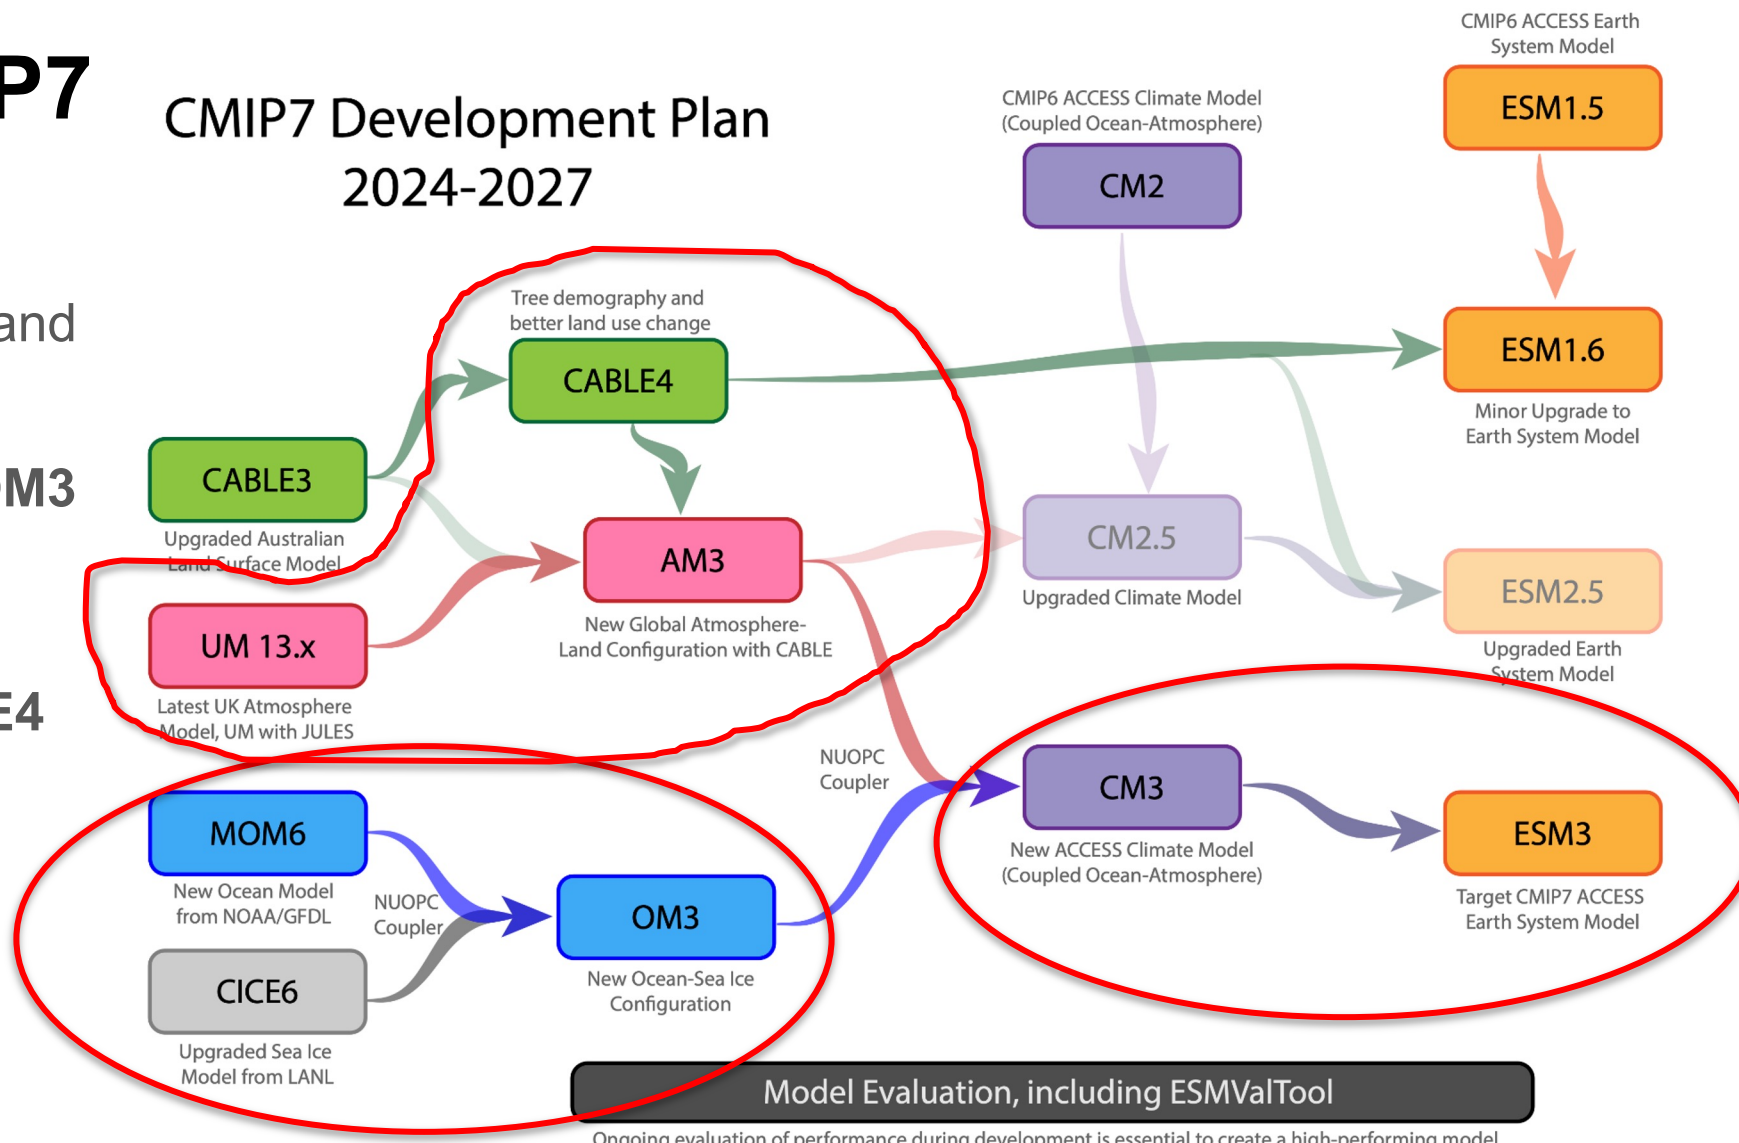 P7
CMIP7 Development Plan
2024-2027
and
M3
E4
CMIP6 ACCESS Earth
System Model
ESM1.5
CMIP6 ACCESS Climate Model
(Coupled Ocean-Atmosphere)
CM2
Tree demography and
better land use change
CABLE4
ESM1.6
Minor Upgrade to
Earth System Model
CABLE3
Upgraded Australian
Land Surface Model
AM3
New Global Atmosphere-
Land Configuration with CABLE
CM2.5
Upgraded Climate Model
ESM2.5
Upgraded Earth
System Model
UM 13.x
Latest UK Atmosphere
Model, UM with JULES
NUOPC
Coupler
CM3
New ACCESS Climate Model
(Coupled Ocean-Atmosphere)
ESM3
Target CMIP7 ACCESS
Earth System Model
MOM6
New Ocean Model
from NOAA/GFDL
NUOPC
Coupler
OM3
New Ocean-Sea Ice
Configuration
CICE6
Upgraded Sea Ice
Model from LANL
Model Evaluation, including ESMValTool
Ongoing evaluation of performance during development is essential to create a high-performing model